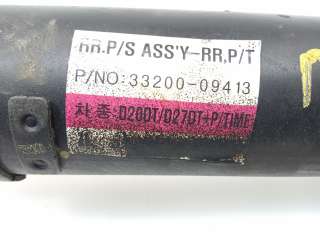 RR.P/S ASS'Y-RR,P/T
P/NO:33200-09413
차 종:D20DT/D27DT+P/TIME